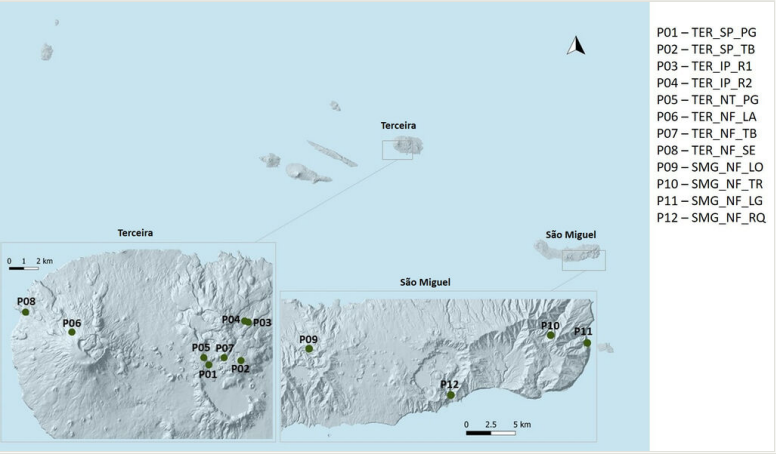 P01 – TER_SP_PG
P02 – TER_SP_TB
P03 – TER_IP_R1
P04 – TER_IP_R2
P05 – TER_NT_PG
P06 – TER_NF_LA
P07 – TER_NF_TB
P08 – TER_NF_SE
P09 – SMG_NF_LO
P10 – SMG_NF_TR
P11 – SMG_NF_LG
P12 – SMG_NF_RQ
Terceira
São Miguel
Terceira
0 1 2 km
P08
P06
P04 P03
P05 P07
P01 P02
São Miguel
P09
P10
P11
P12
0 2.5 5 km